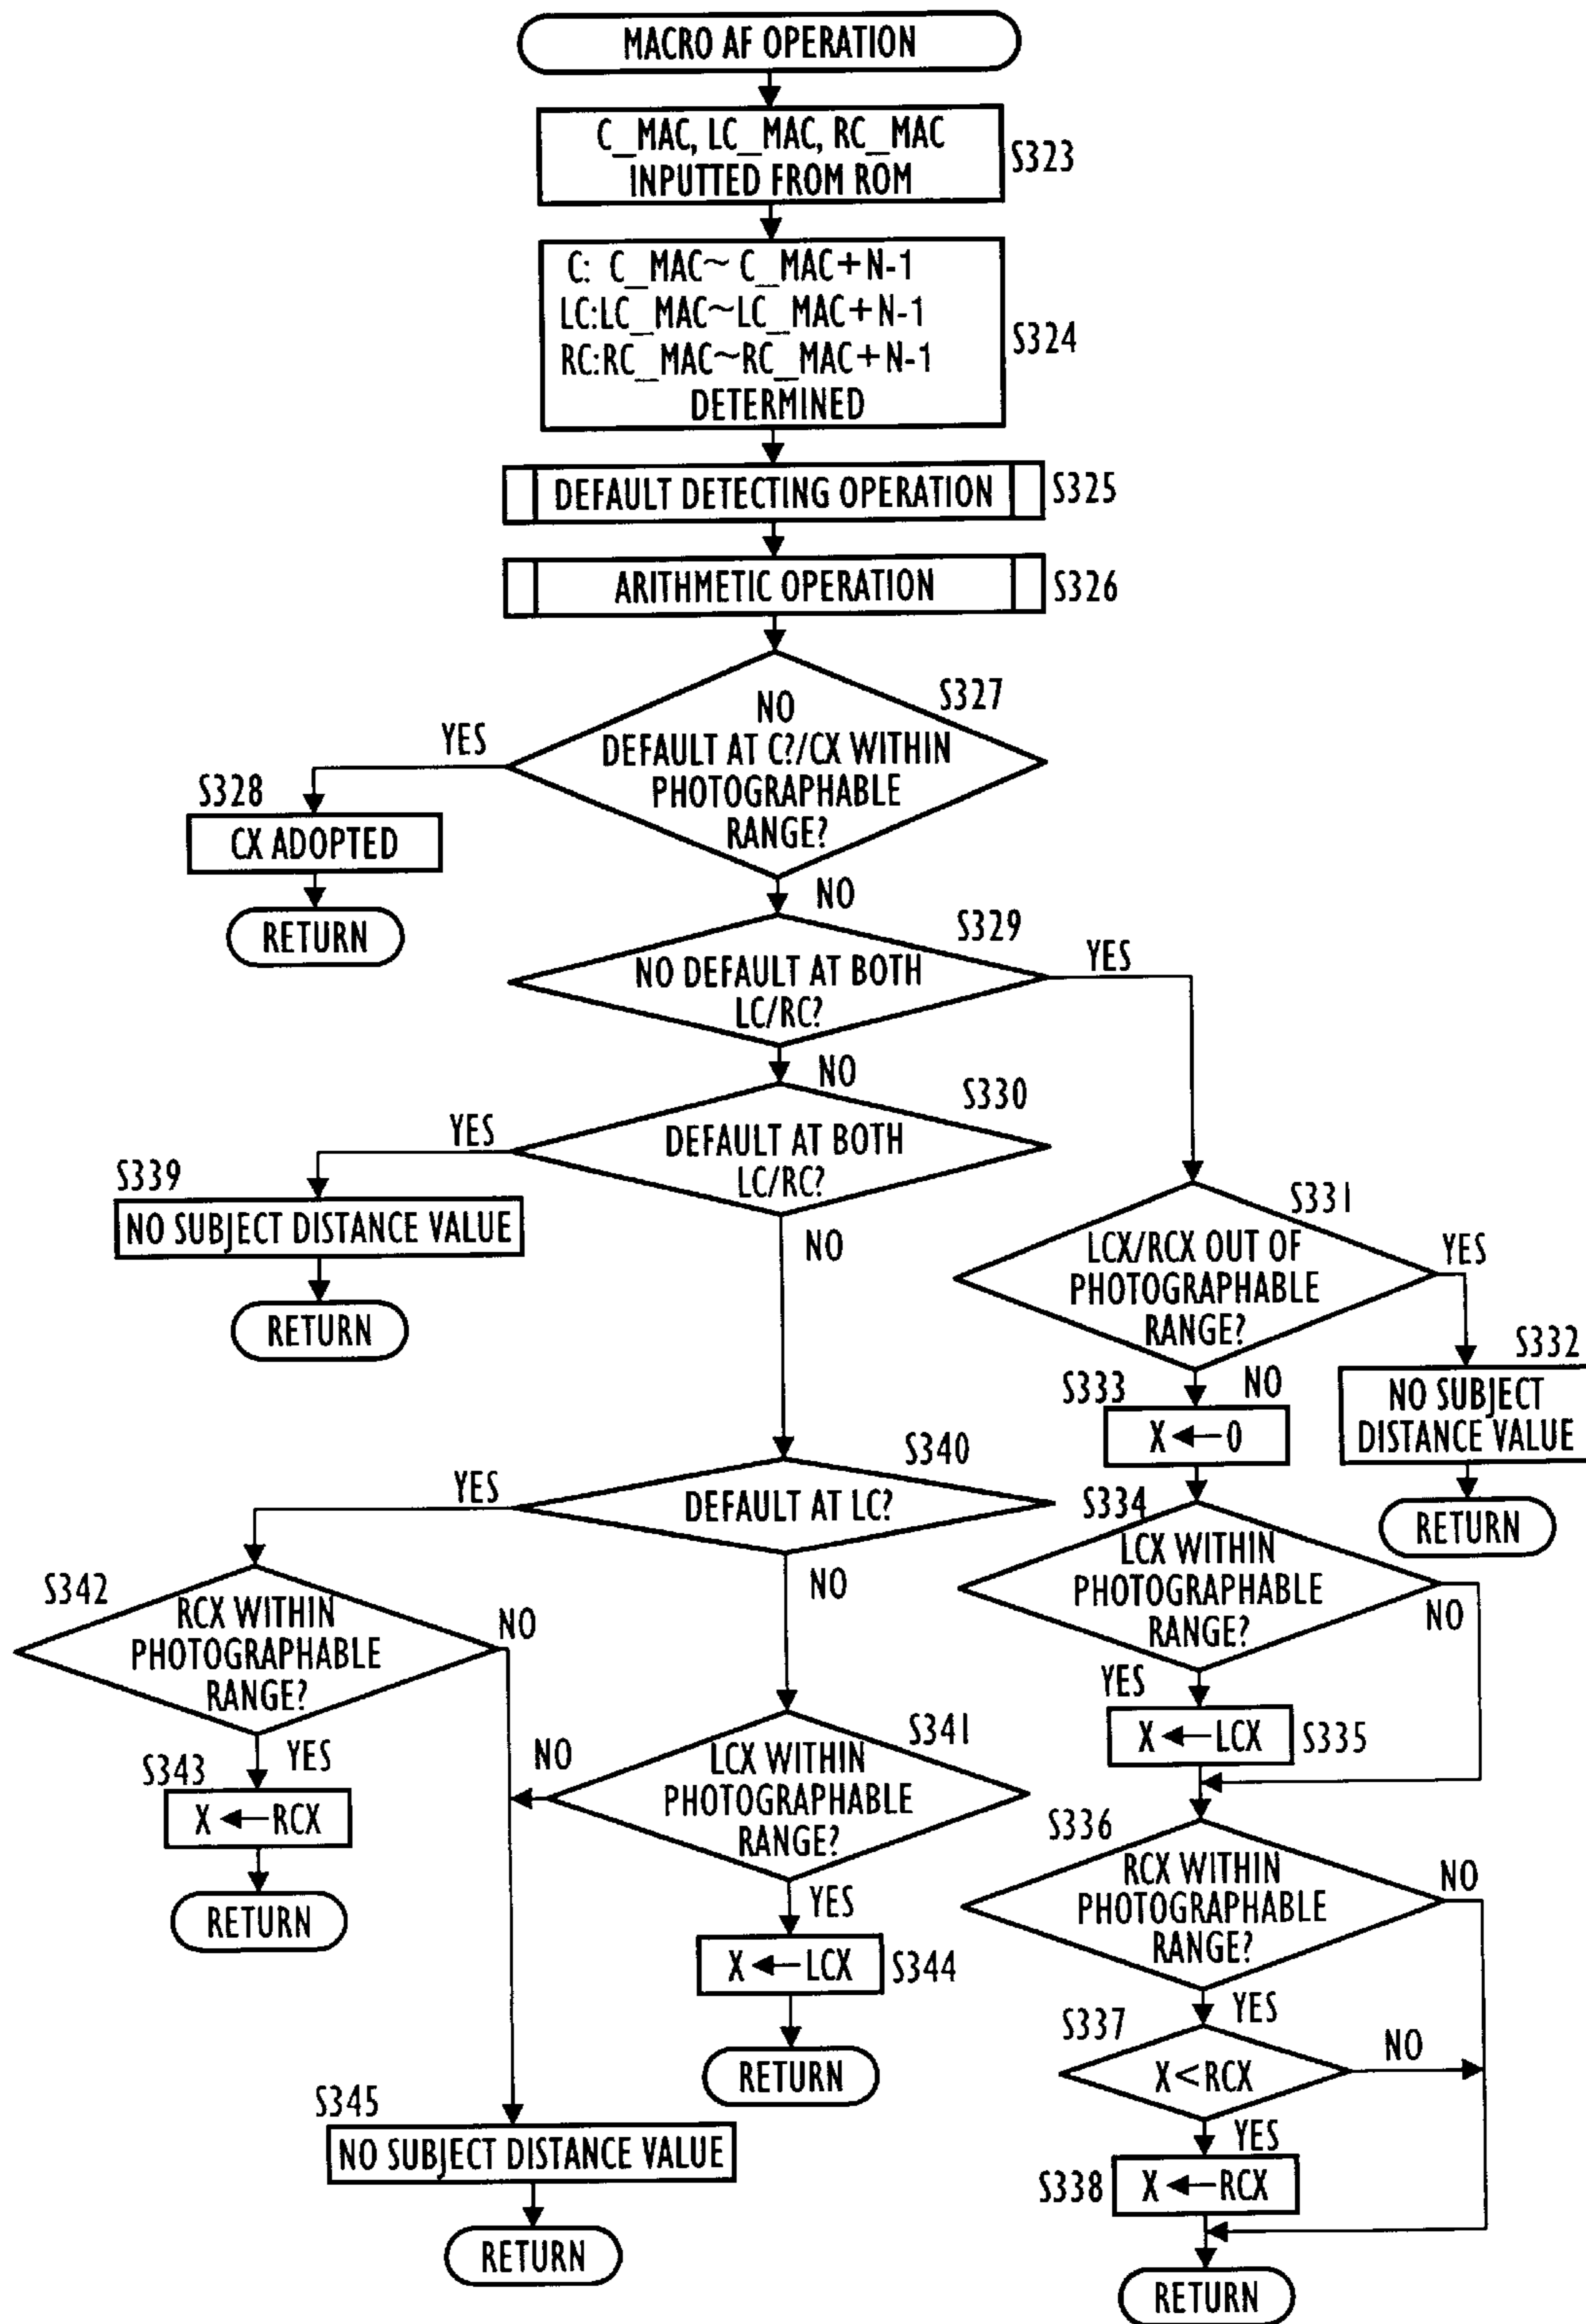 MACRO AF OPERATION
C_MAC, LC_MAC, RC_MAC
INPUTTED FROM ROM
S323
C: C_MAC~ C_MAC+N-1
LC:LC_MAC~LC_MAC+N-1
RC:RC_MAC~RC_MAC+N-1
DETERMINED
S324
DEFAULT DETECTING OPERATION
S325
ARITHMETIC OPERATION
S326
S327
NO
DEFAULT AT C?/CX WITHIN
PHOTOGRAPHABLE
RANGE?
YES
S328
CX ADOPTED
RETURN
NO
S329
NO DEFAULT AT BOTH
LC/RC?
YES
NO
S330
DEFAULT AT BOTH
LC/RC?
YES
S339
NO SUBJECT DISTANCE VALUE
RETURN
NO
S331
LCX/RCX OUT OF
PHOTOGRAPHABLE
RANGE?
YES
S332
NO SUBJECT
DISTANCE VALUE
RETURN
NO
S333
X←0
S334
LCX WITHIN
PHOTOGRAPHABLE
RANGE?
NO
YES
X←LCX
S335
S336
RCX WITHIN
PHOTOGRAPHABLE
RANGE?
NO
YES
S337
X<RCX
NO
YES
S338
X←RCX
RETURN
S340
DEFAULT AT LC?
YES
NO
S342
RCX WITHIN
PHOTOGRAPHABLE
RANGE?
NO
YES
S343
X←RCX
RETURN
S341
LCX WITHIN
PHOTOGRAPHABLE
RANGE?
NO
YES
X←LCX
S344
RETURN
S345
NO SUBJECT DISTANCE VALUE
RETURN